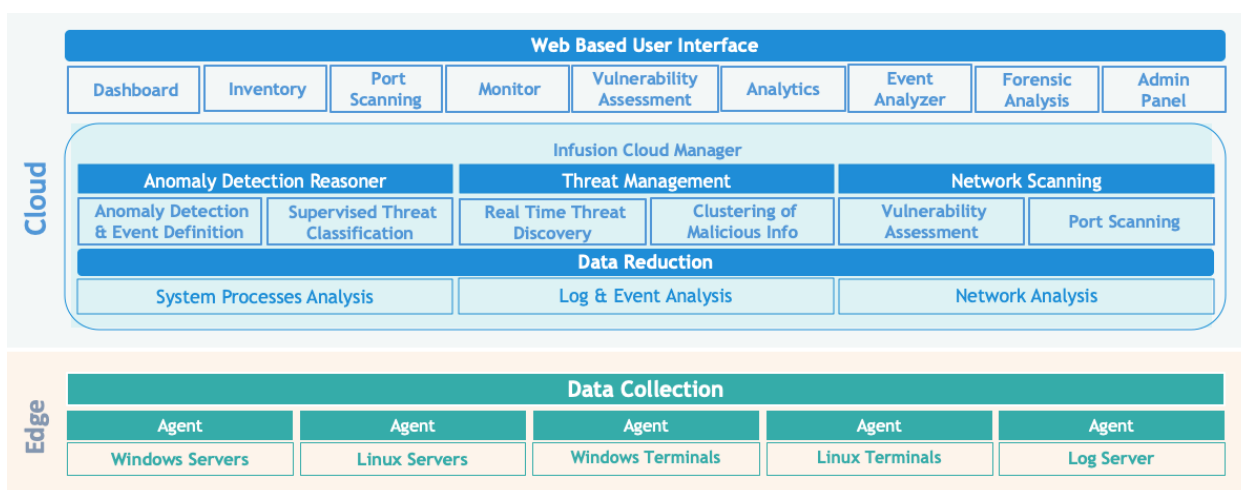 Web Based User Interface
Dashboard
Inventory
Port
Scanning
Monitor
Vulnerability
Assessment
Analytics
Event
Analyzer
Forensic
Analysis
Admin
Panel
Cloud
Infusion Cloud Manager
Anomaly Detection Reasoner
Threat Management
Network Scanning
Anomaly Detection
& Event Definition
Supervised Threat
Classification
Real Time Threat
Discovery
Clustering of
Malicious Info
Vulnerability
Assessment
Port Scanning
Data Reduction
System Processes Analysis
Log & Event Analysis
Network Analysis
Edge
Data Collection
Agent
Agent
Agent
Agent
Agent
Windows Servers
Linux Servers
Windows Terminals
Linux Terminals
Log Server